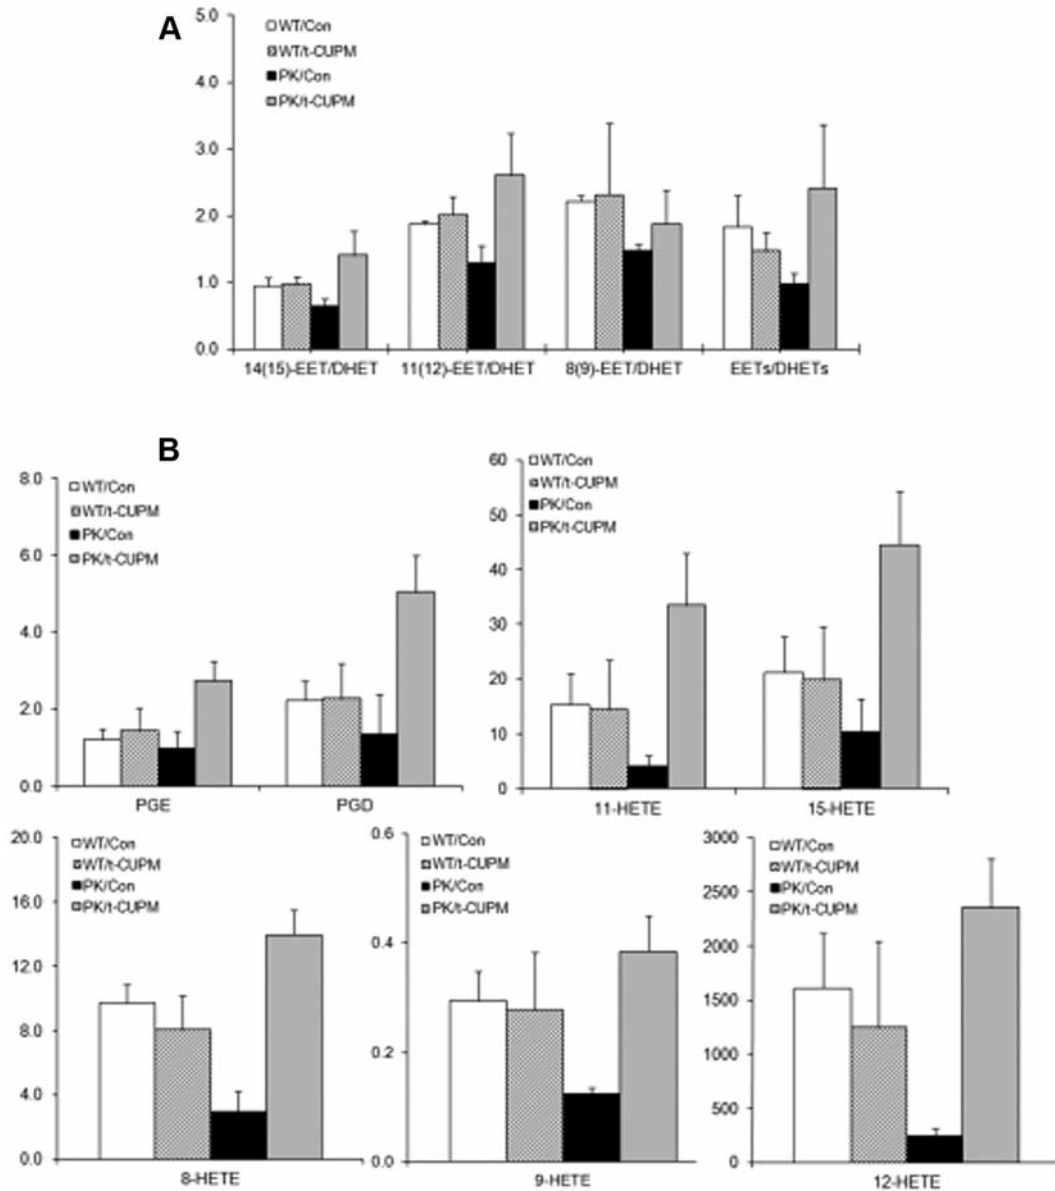 A
5.0
4.0
3.0
2.0
1.0
0.0
WT/Con
WT/t-CUPM
PK/Con
PK/t-CUPM
14(15)-EET/DHET 11(12)-EET/DHET 8(9)-EET/DHET EETs/DHETs
B
8.0
6.0
4.0
2.0
0.0
WT/Con
WT/t-CUPM
PK/Con
PK/t-CUPM
PGE PGD
60
50
40
30
20
10
0
WT/Con
WT/t-CUPM
PK/Con
PK/t-CUPM
11-HETE 15-HETE
20.0
16.0
12.0
8.0
4.0
0.0
WT/Con
WT/t-CUPM
PK/Con
PK/t-CUPM
8-HETE
0.6
0.4
0.2
0.0
WT/Con
WT/t-CUPM
PK/Con
PK/t-CUPM
9-HETE
3000
2500
2000
1500
1000
500
0
WT/Con
WT/t-CUPM
PK/Con
PK/t-CUPM
12-HETE